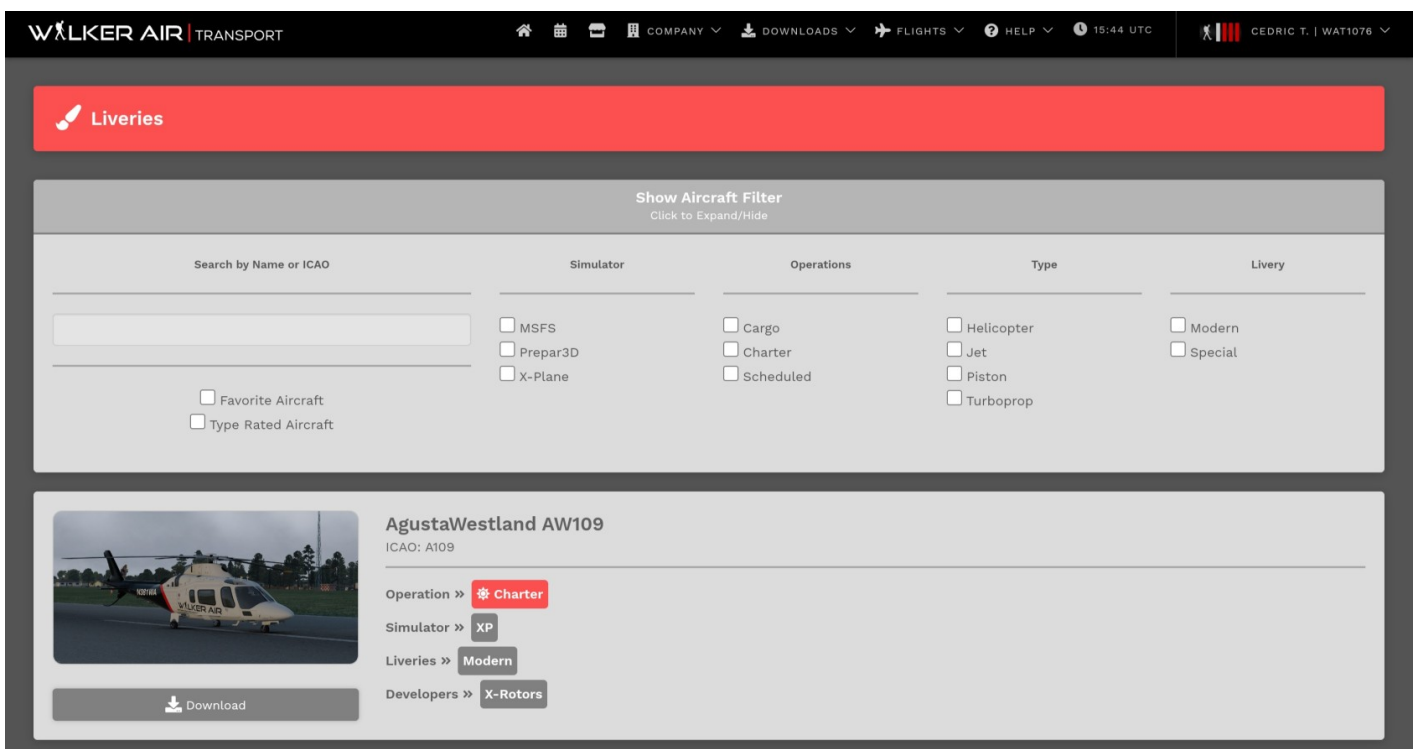 WALKER AIR TRANSPORT
COMPANY
DOWNLOADS
FLIGHTS
HELP
15:44 UTC
CEDRIC T. | WAT1076
Liveries
Show Aircraft Filter
Click to Expand/Hide
Search by Name or ICAO
Favorite Aircraft
Type Rated Aircraft
Simulator
MSFS
Prepar3D
X-Plane
Operations
Cargo
Charter
Scheduled
Type
Helicopter
Jet
Piston
Turboprop
Livery
Modern
Special
WALKER AIR
Download
AgustaWestland AW109
ICAO: A109
Operation » Charter
Simulator » XP
Liveries » Modern
Developers » X-Rotors